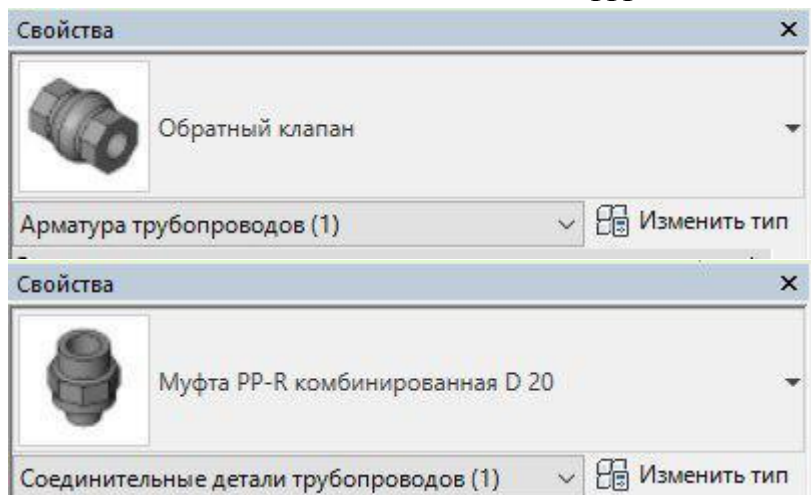 Свойства
Обратный клапан
Арматура трубопроводов (1)
Изменить тип
Свойства
Муфта PP-R комбинированная D 20
Соединительные детали трубопроводов (1)
Изменить тип